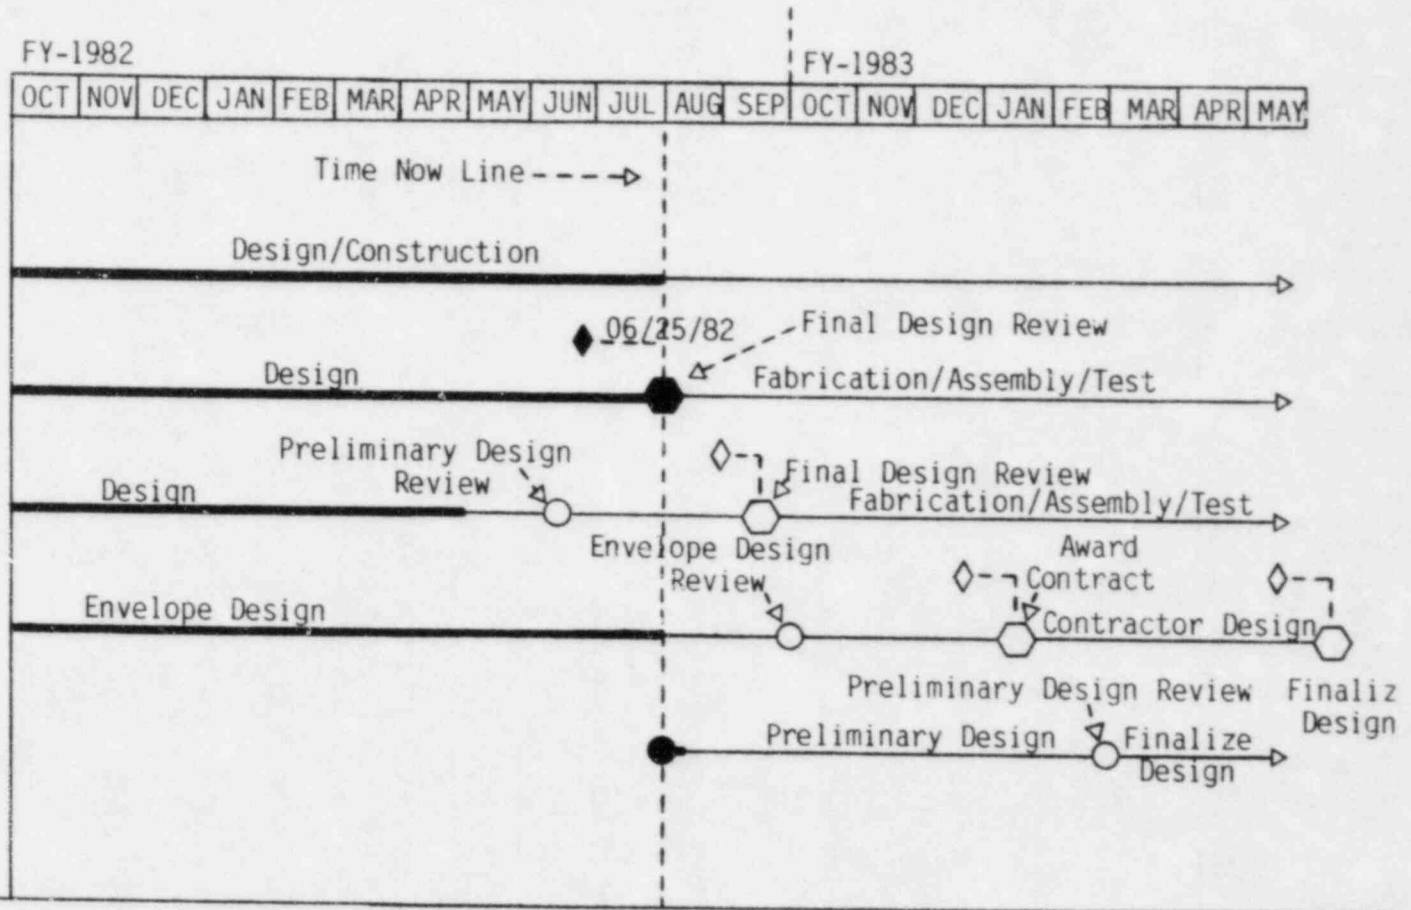 FY-1982
FY-1983
OCT NOV DEC JAN FEB MAR APR MAY JUN JUL AUG SEP OCT NOV DEC JAN FEB MAR APR MAY
Time Now Line
Design/Construction
06/25/82
Final Design Review
Design
Fabrication/Assembly/Test
Preliminary Design
Review
Final Design Review
Design
Fabrication/Assembly/Test
Envelope Design
Review
Award
Contract
Envelope Design
Contractor Design
Preliminary Design Review
Finaliz
Design
Preliminary Design
Finalize
Design